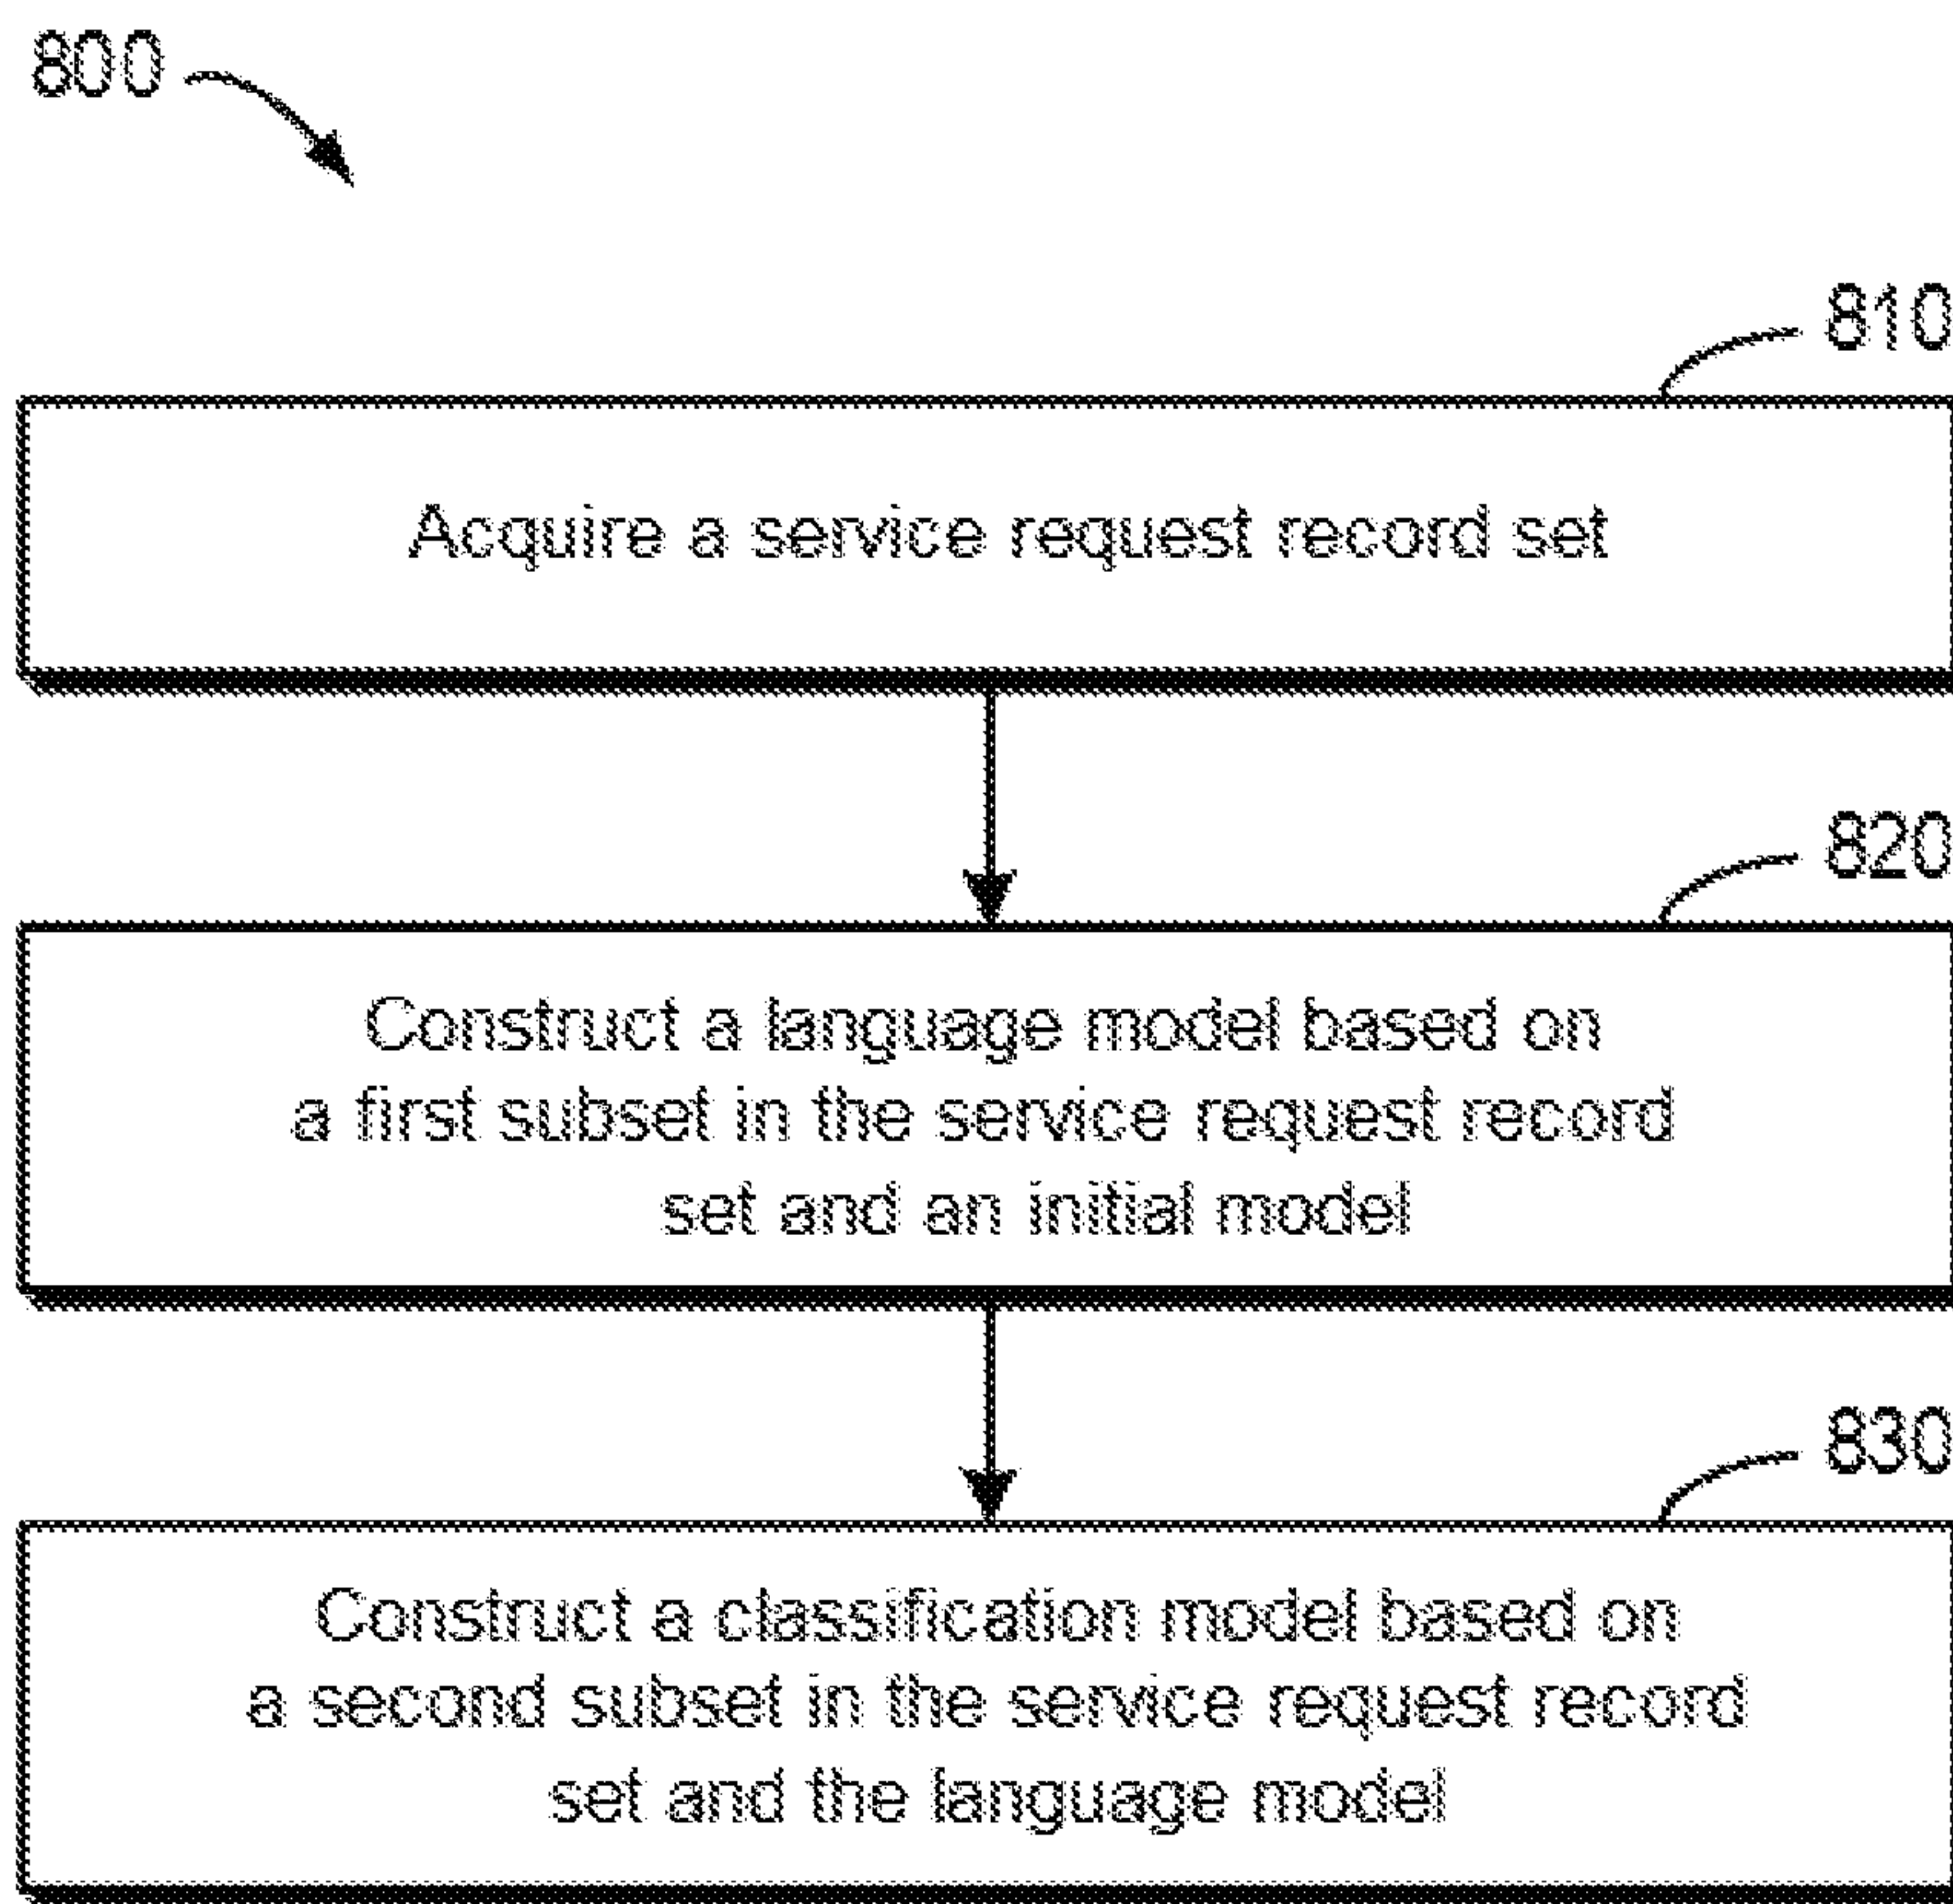 800
810
Acquire a service request record set
820
Construct a language model based on
a first subset in the service request record
set and an initial model
830
Construct a classification model based on
a second subset in the service request record
set and the language model